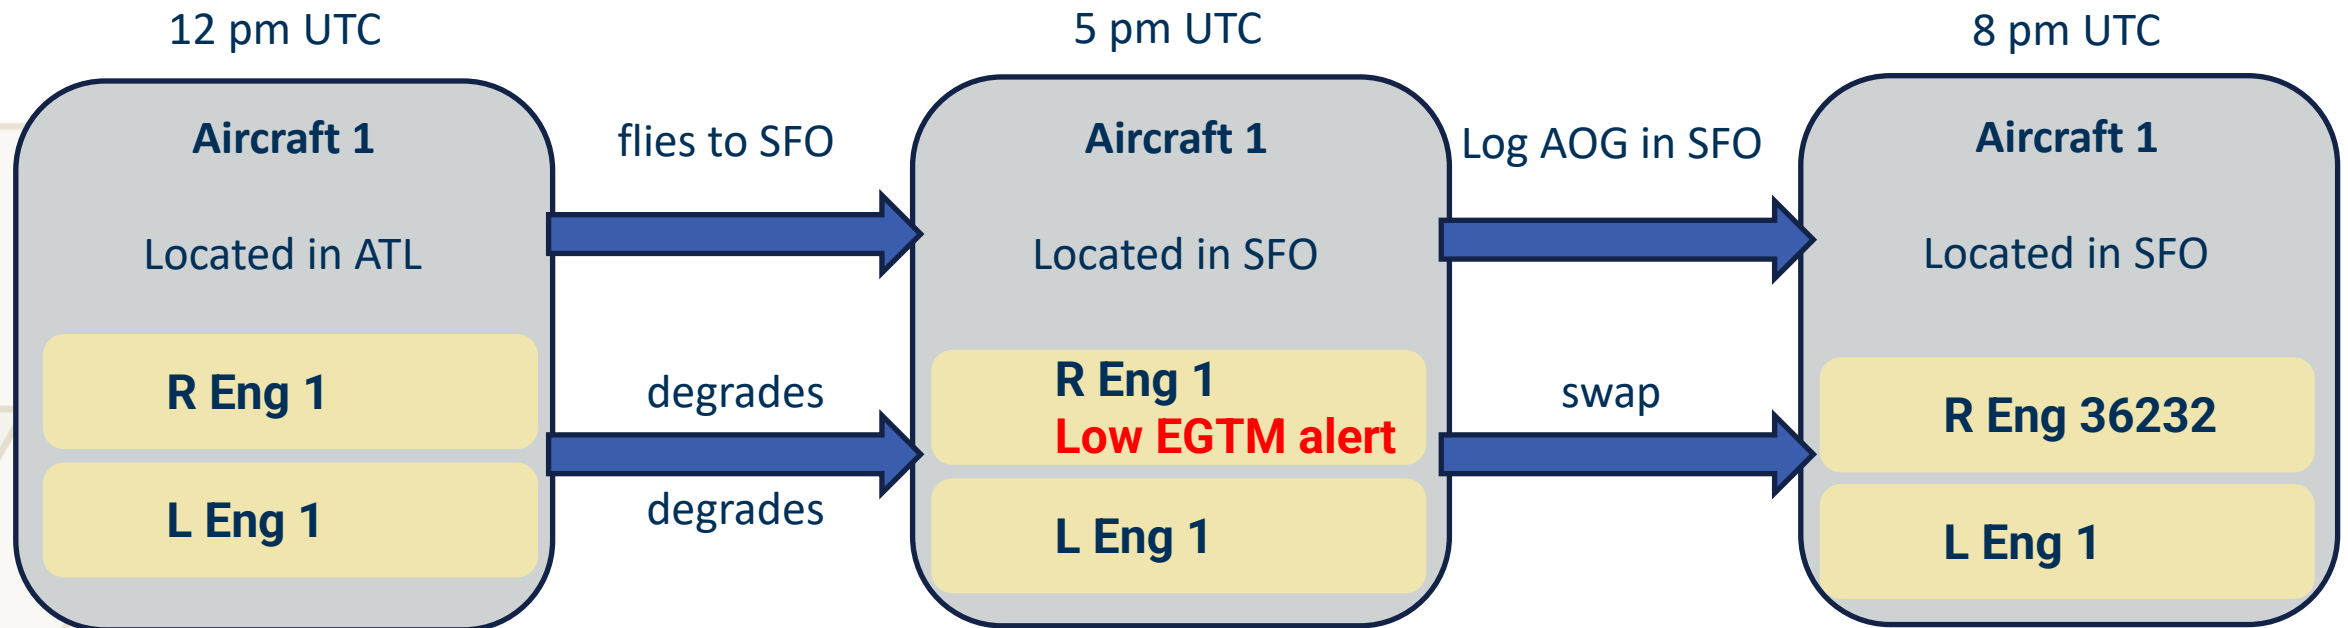 12 pm UTC
Aircraft 1
Located in ATL
R Eng 1
L Eng 1
flies to SFO
degrades
degrades
5 pm UTC
Aircraft 1
Located in SFO
R Eng 1
Low EGTM alert
L Eng 1
Log AOG in SFO
swap
8 pm UTC
Aircraft 1
Located in SFO
R Eng 36232
L Eng 1